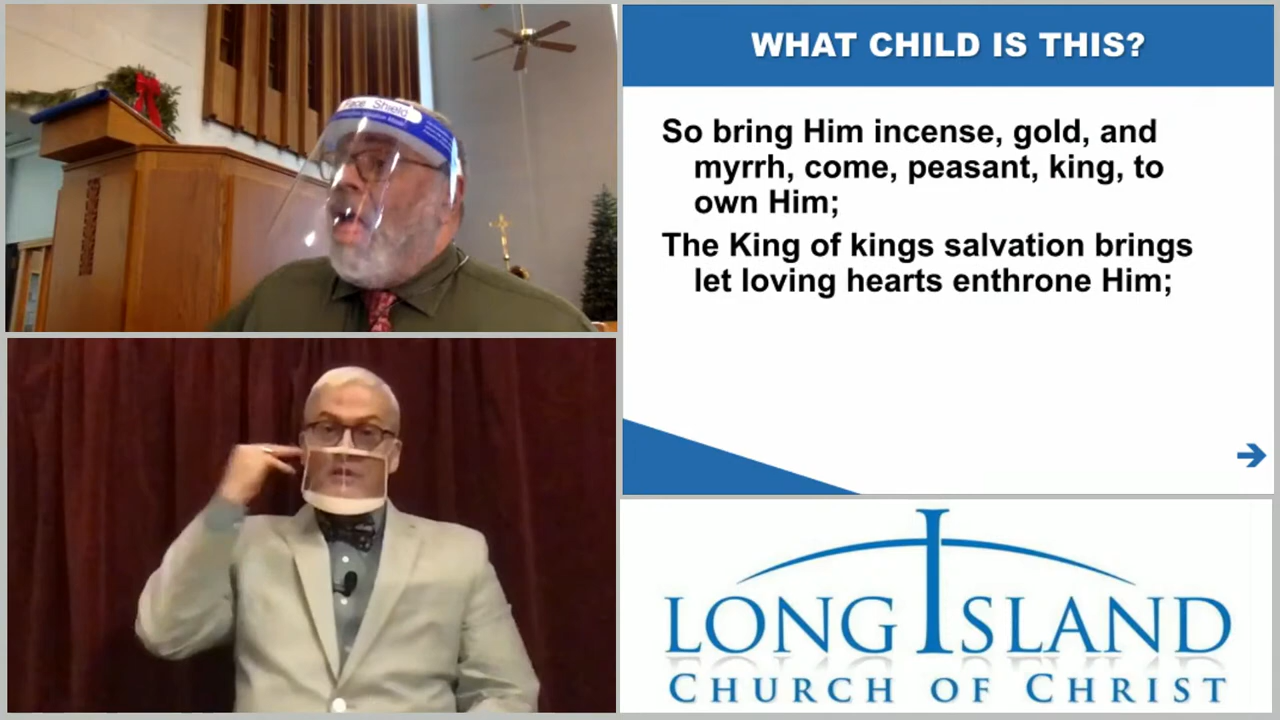 Face Shield
WHAT CHILD IS THIS?
So bring Him incense, gold, and
myrrh, come, peasant, king, to
own Him;
The King of kings salvation brings
let loving hearts enthrone Him;
LONG ISLAND
CHURCH OF CHRIST